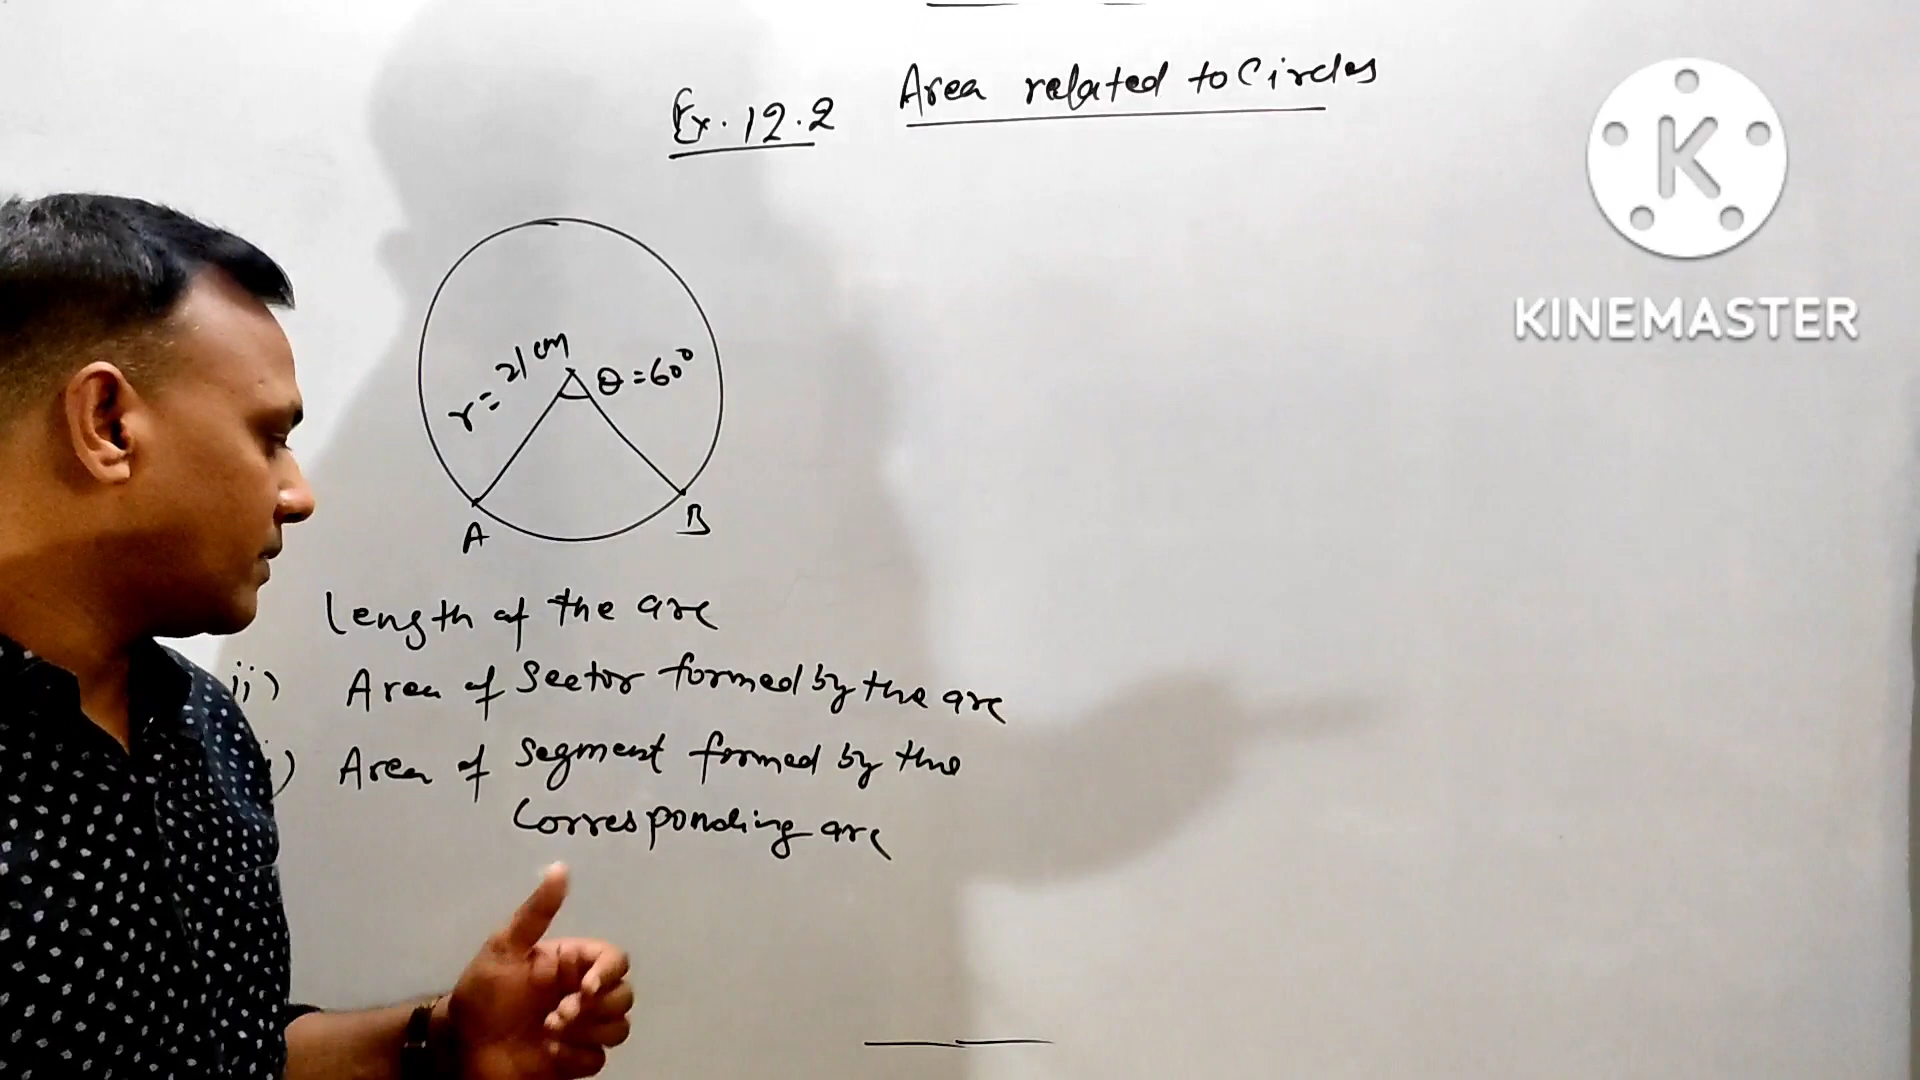 Area related to Circles
Ex. 12.2
K
KINEMASTER
r = 21 cm
θ = 60°
A
B
length of the arc
ii) Area of Sector formed by the arc
i) Area of Segment formed by the
Corresponding arc